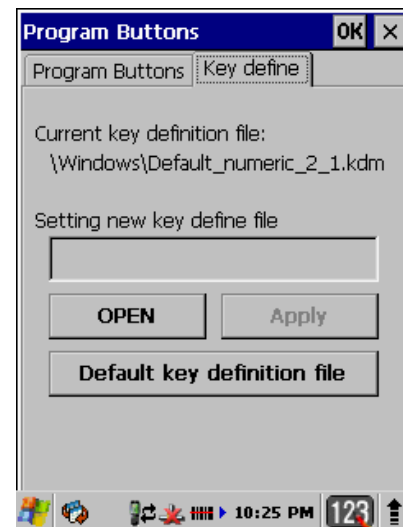 Program Buttons OK ×
Program Buttons Key define
Current key definition file:
\Windows\Default_numeric_2_1.kdm
Setting new key define file
OPEN Apply
Default key definition file
10:25 PM 123